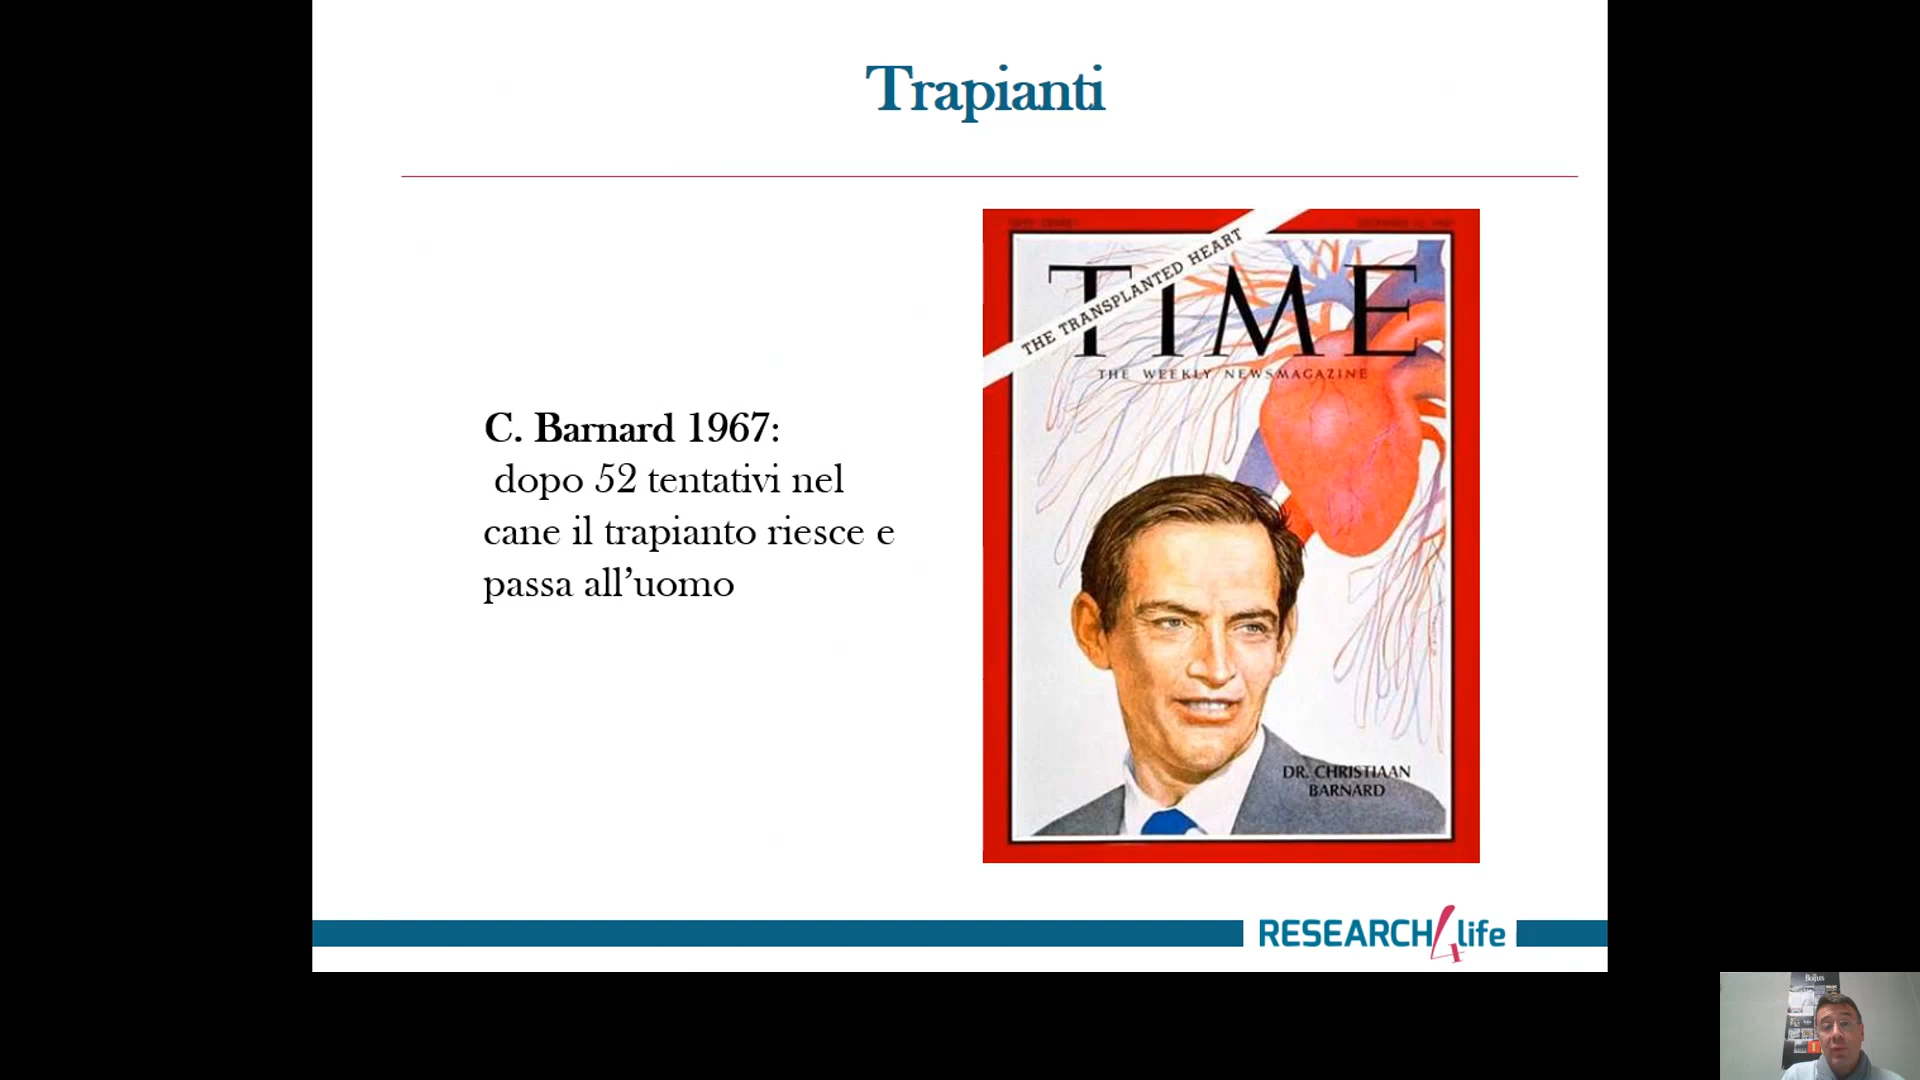 Trapianti
THE TRANSPLANTED HEART
TIME
THE WEEKLY NEWSMAGAZINE
C. Barnard 1967:
dopo 52 tentativi nel
cane il trapianto riesce e
passa all’uomo
DR. CHRISTIAAN
BARNARD
RESEARCH4life